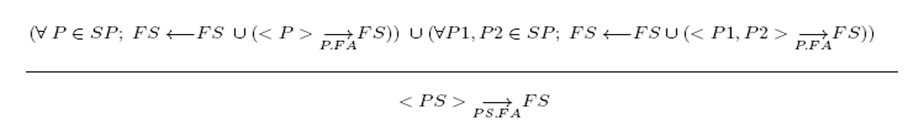 (∀ P ∈ SP; FS ⟵ FS ∪ (< P > ⟶P.FA FS)) ∪ (∀P1, P2 ∈ SP; FS ⟵ FS ∪ (< P1, P2 > ⟶P.FA FS))
< PS > ⟶PS.FA FS